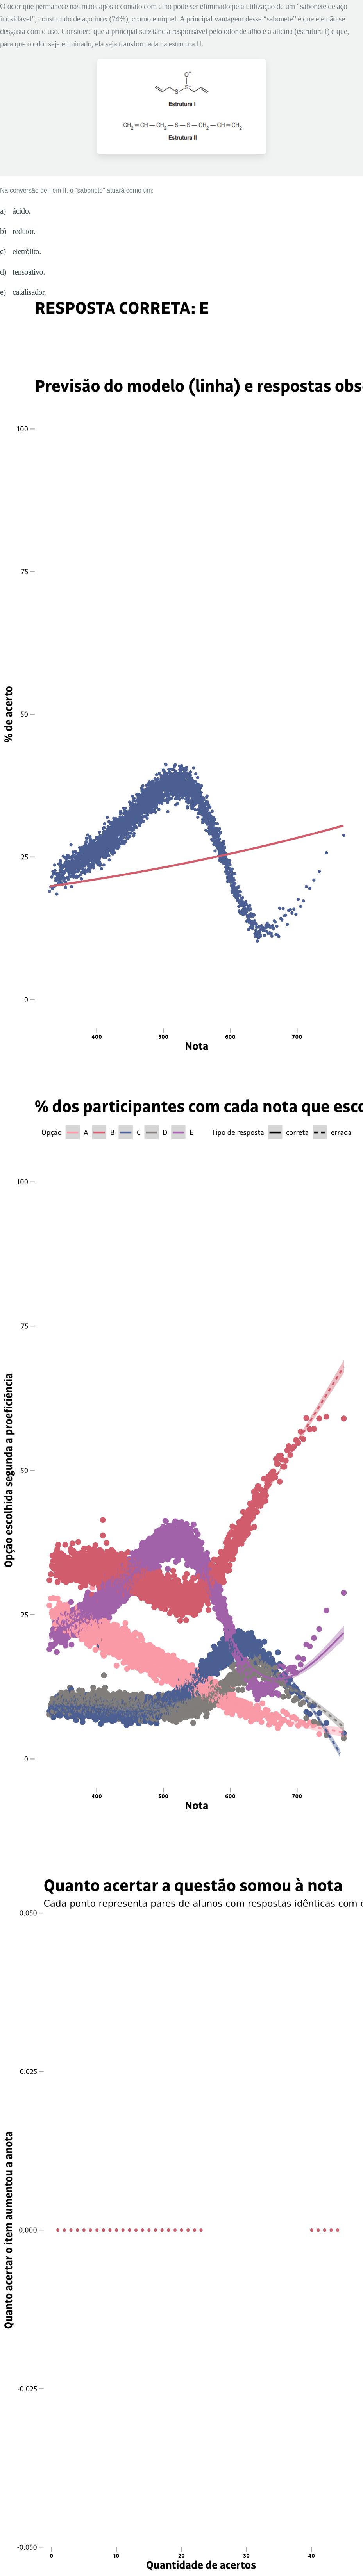 O odor que permanece nas mãos após o contato com alho pode ser eliminado pela utilização de um “sabonete de aço
inoxidável”, constituído de aço inox (74%), cromo e níquel. A principal vantagem desse “sabonete” é que ele não se
desgasta com o uso. Considere que a principal substância responsável pelo odor de alho é a alicina (estrutura I) e que,
para que o odor seja eliminado, ela seja transformada na estrutura II.
O⁻
S S⁺
Estrutura I
CH₂ = CH — CH₂ — S — S — CH₂ — CH = CH₂
Estrutura II
Na conversão de I em II, o “sabonete” atuará como um:
a) ácido.
b) redutor.
c) eletrólito.
d) tensoativo.
e) catalisador.
RESPOSTA CORRETA: E
Previsão do modelo (linha) e respostas obs
% de acerto
100
75
50
25
0
400 500 600 700
Nota
% dos participantes com cada nota que esco
Opção A B C D E Tipo de resposta correta errada
Opção escolhida segunda a proeficiência
100
75
50
25
0
400 500 600 700
Nota
Quanto acertar a questão somou à nota
Cada ponto representa pares de alunos com respostas idênticas com e
Quanto acertar o item aumentou a anota
0.050
0.025
0.000
-0.025
-0.050
0 10 20 30 40
Quantidade de acertos